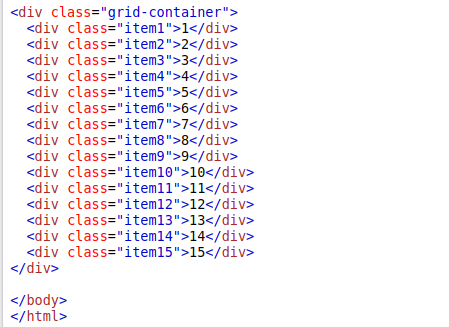 <div class="grid-container">
  <div class="item1">1</div>
  <div class="item2">2</div>
  <div class="item3">3</div>
  <div class="item4">4</div>
  <div class="item5">5</div>
  <div class="item6">6</div>
  <div class="item7">7</div>
  <div class="item8">8</div>
  <div class="item9">9</div>
  <div class="item10">10</div>
  <div class="item11">11</div>
  <div class="item12">12</div>
  <div class="item13">13</div>
  <div class="item14">14</div>
  <div class="item15">15</div>
</div>

</body>
</html>